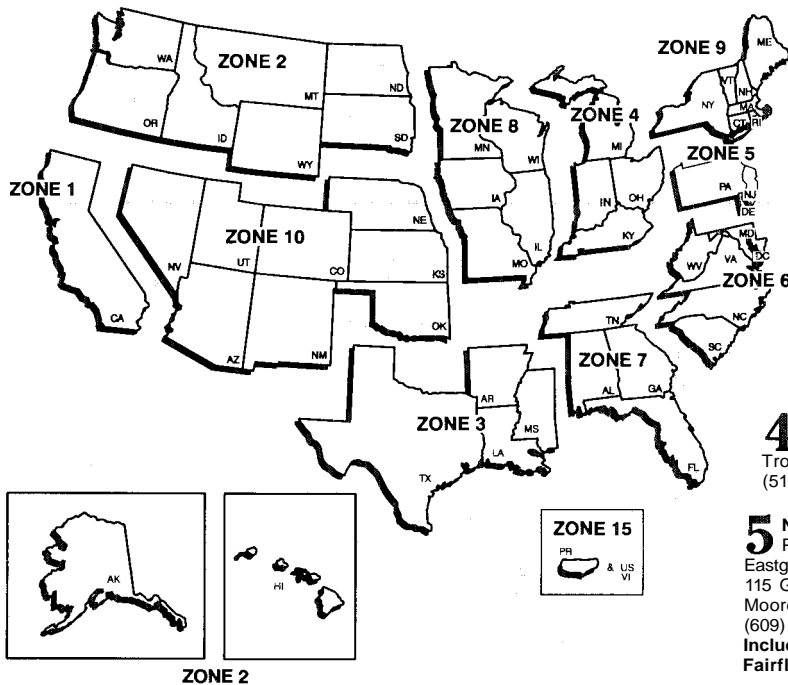 ZONE 9
ME
ZONE 2
WA
VT
NH
MT
ND
NY
MA
CT
RI
ZONE 8
ZONE 4
OR
ID
SD
WY
MN
WI
MI
ZONE 5
PA
NJ
DE
ZONE 1
IA
IN
OH
NE
MD
DC
ZONE 10
IL
KY
WV
VA
NV
UT
CO
KS
MO
ZONE 6
CA
NC
TN
OK
SC
AZ
NM
ZONE 7
AR
AL
GA
ZONE 3
MS
LA
TX
FL
4
Tro
(51
ZONE 15
PR
& US
VI
5 N
P
Eastg
115 G
Moore
(609)
Inclu
Fairfl
AK
HI
ZONE 2